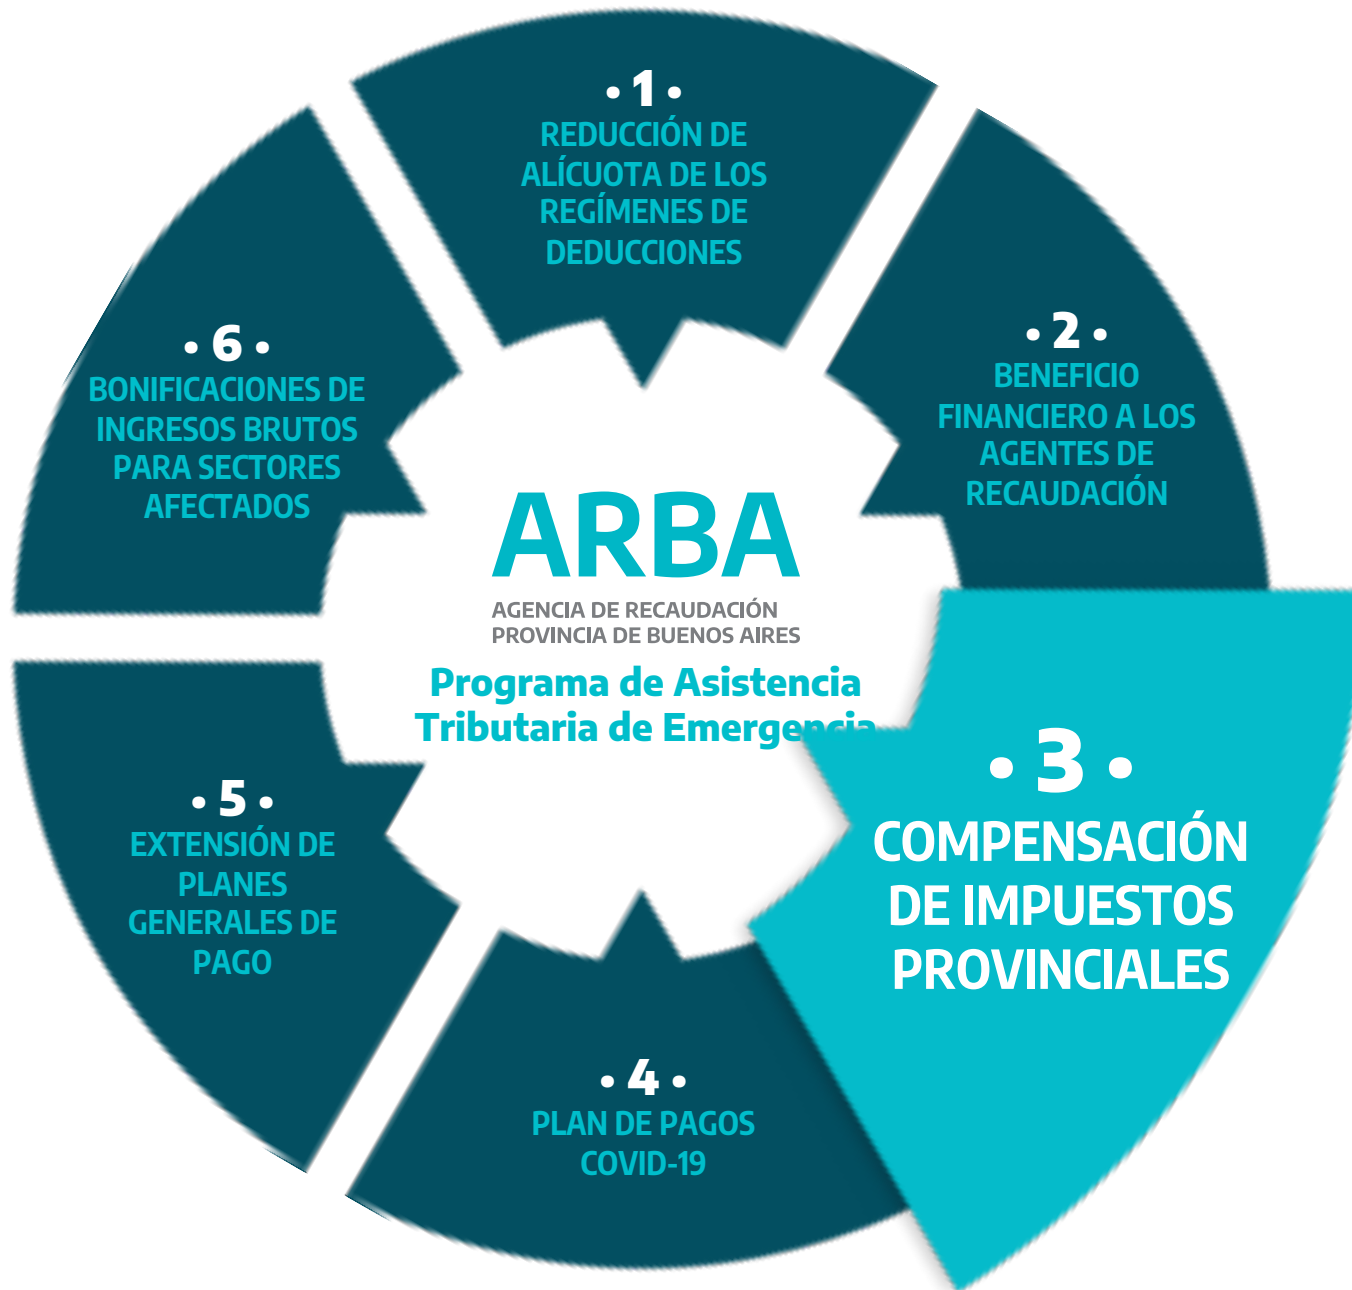 · 1 ·
REDUCCIÓN DE
ALÍCUOTA DE LOS
REGÍMENES DE
DEDUCCIONES
· 2 ·
BENEFICIO
FINANCIERO A LOS
AGENTES DE
RECAUDACIÓN
· 3 ·
COMPENSACIÓN
DE IMPUESTOS
PROVINCIALES
· 4 ·
PLAN DE PAGOS
COVID-19
· 5 ·
EXTENSIÓN DE
PLANES
GENERALES DE
PAGO
· 6 ·
BONIFICACIONES DE
INGRESOS BRUTOS
PARA SECTORES
AFECTADOS
ARBA
AGENCIA DE RECAUDACIÓN
PROVINCIA DE BUENOS AIRES
Programa de Asistencia
Tributaria de Emergencia